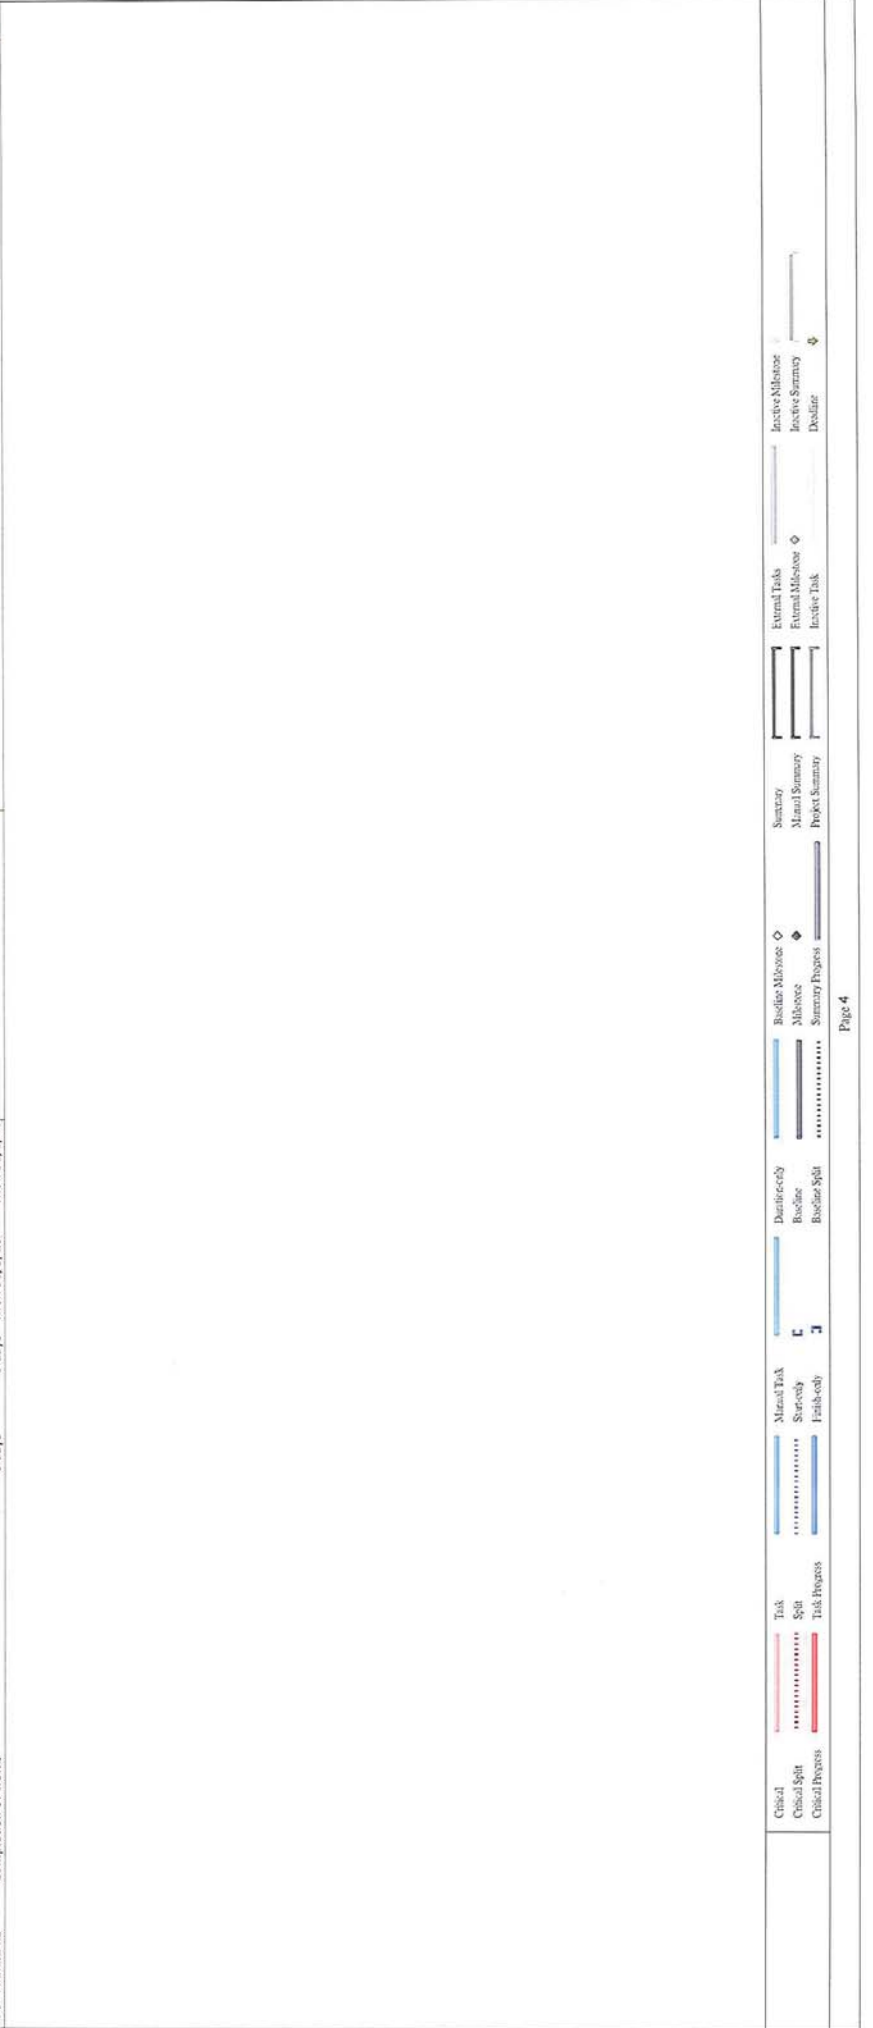 Critical Task Manual Task Duration-only Baseline Milestone Summary External Tasks Inactive Milestone
Critical Split Split Start-only Baseline Milestone Manual Summary External Milestone Inactive Summary
Critical Progress Task Progress Finish-only Baseline Split Summary Progress Project Summary Inactive Task Deadline
Page 4